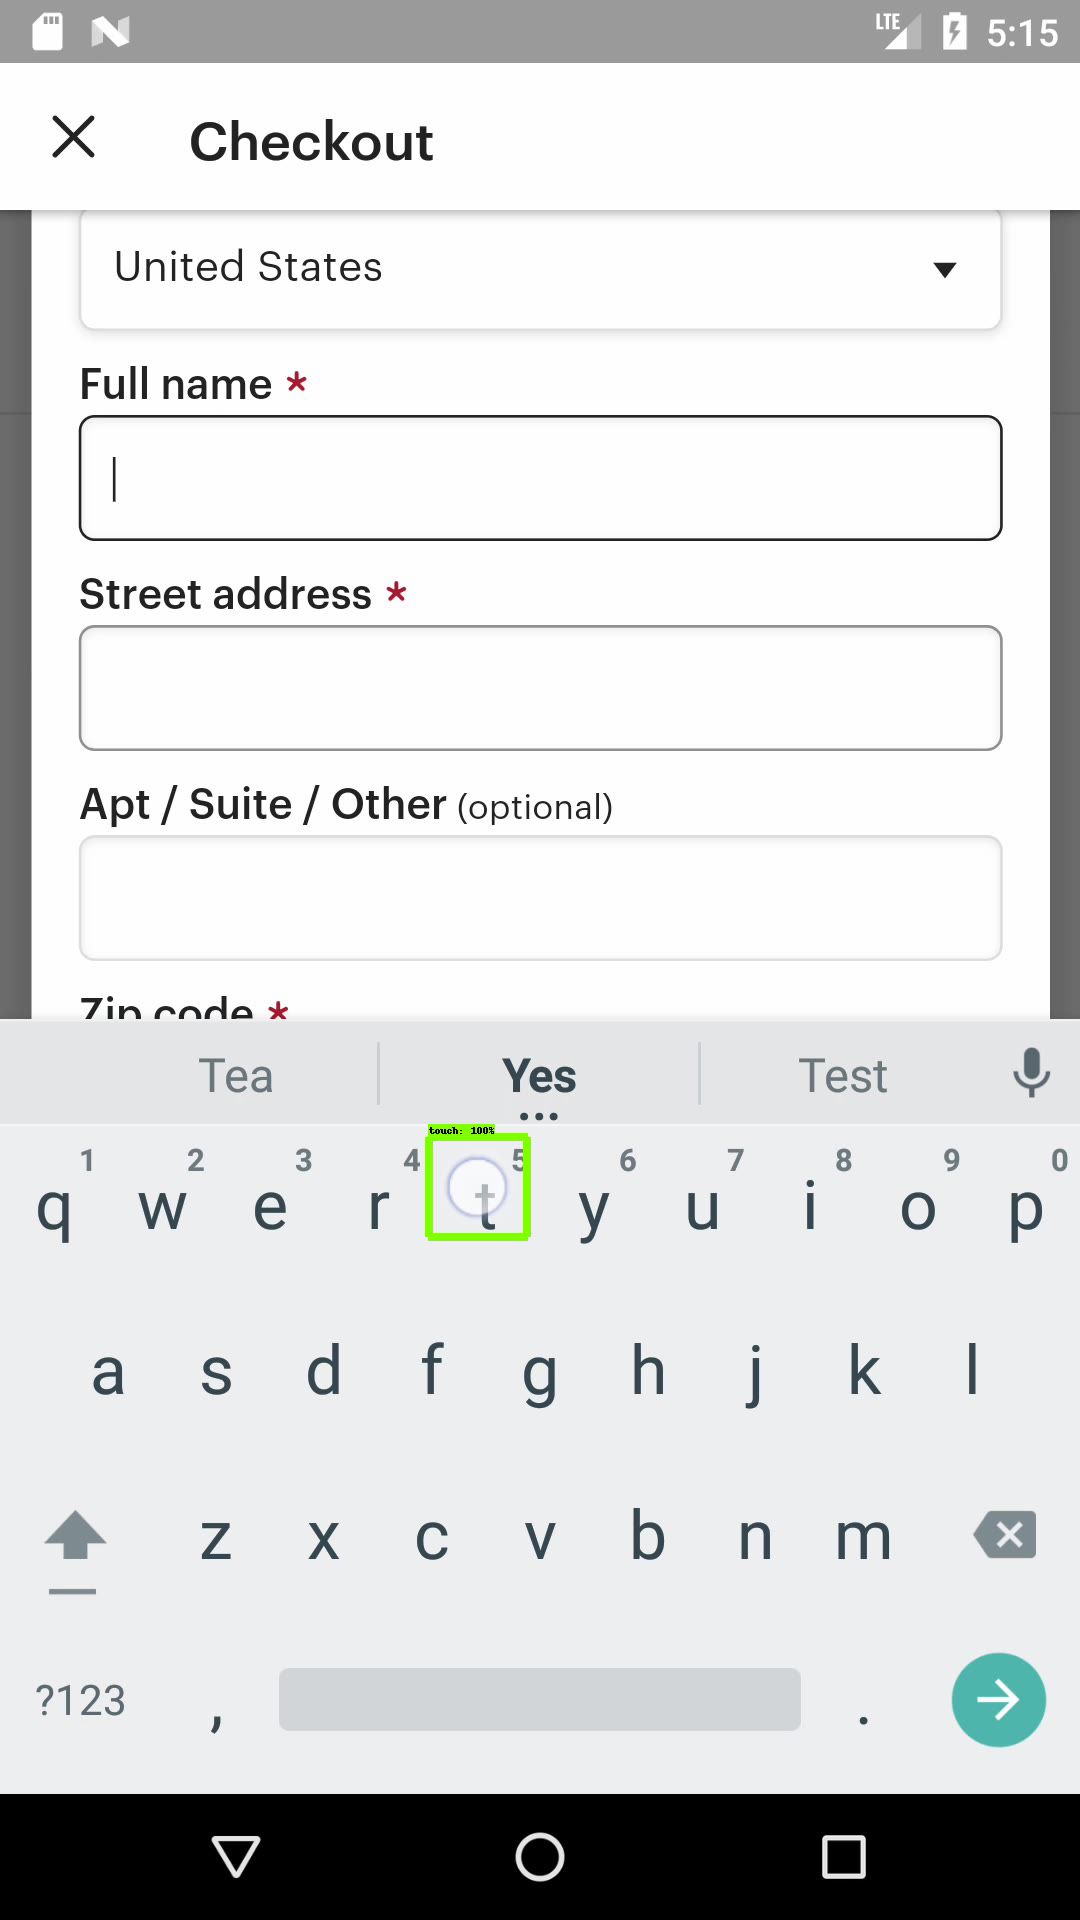 LTE 5:15
Checkout
United States
Full name *
Street address *
Apt / Suite / Other (optional)
Zip code *
Tea Yes Test
touch: 100%
1 2 3 4 5 6 7 8 9 0
q w e r t y u i o p
a s d f g h j k l
z x c v b n m
?123 , .